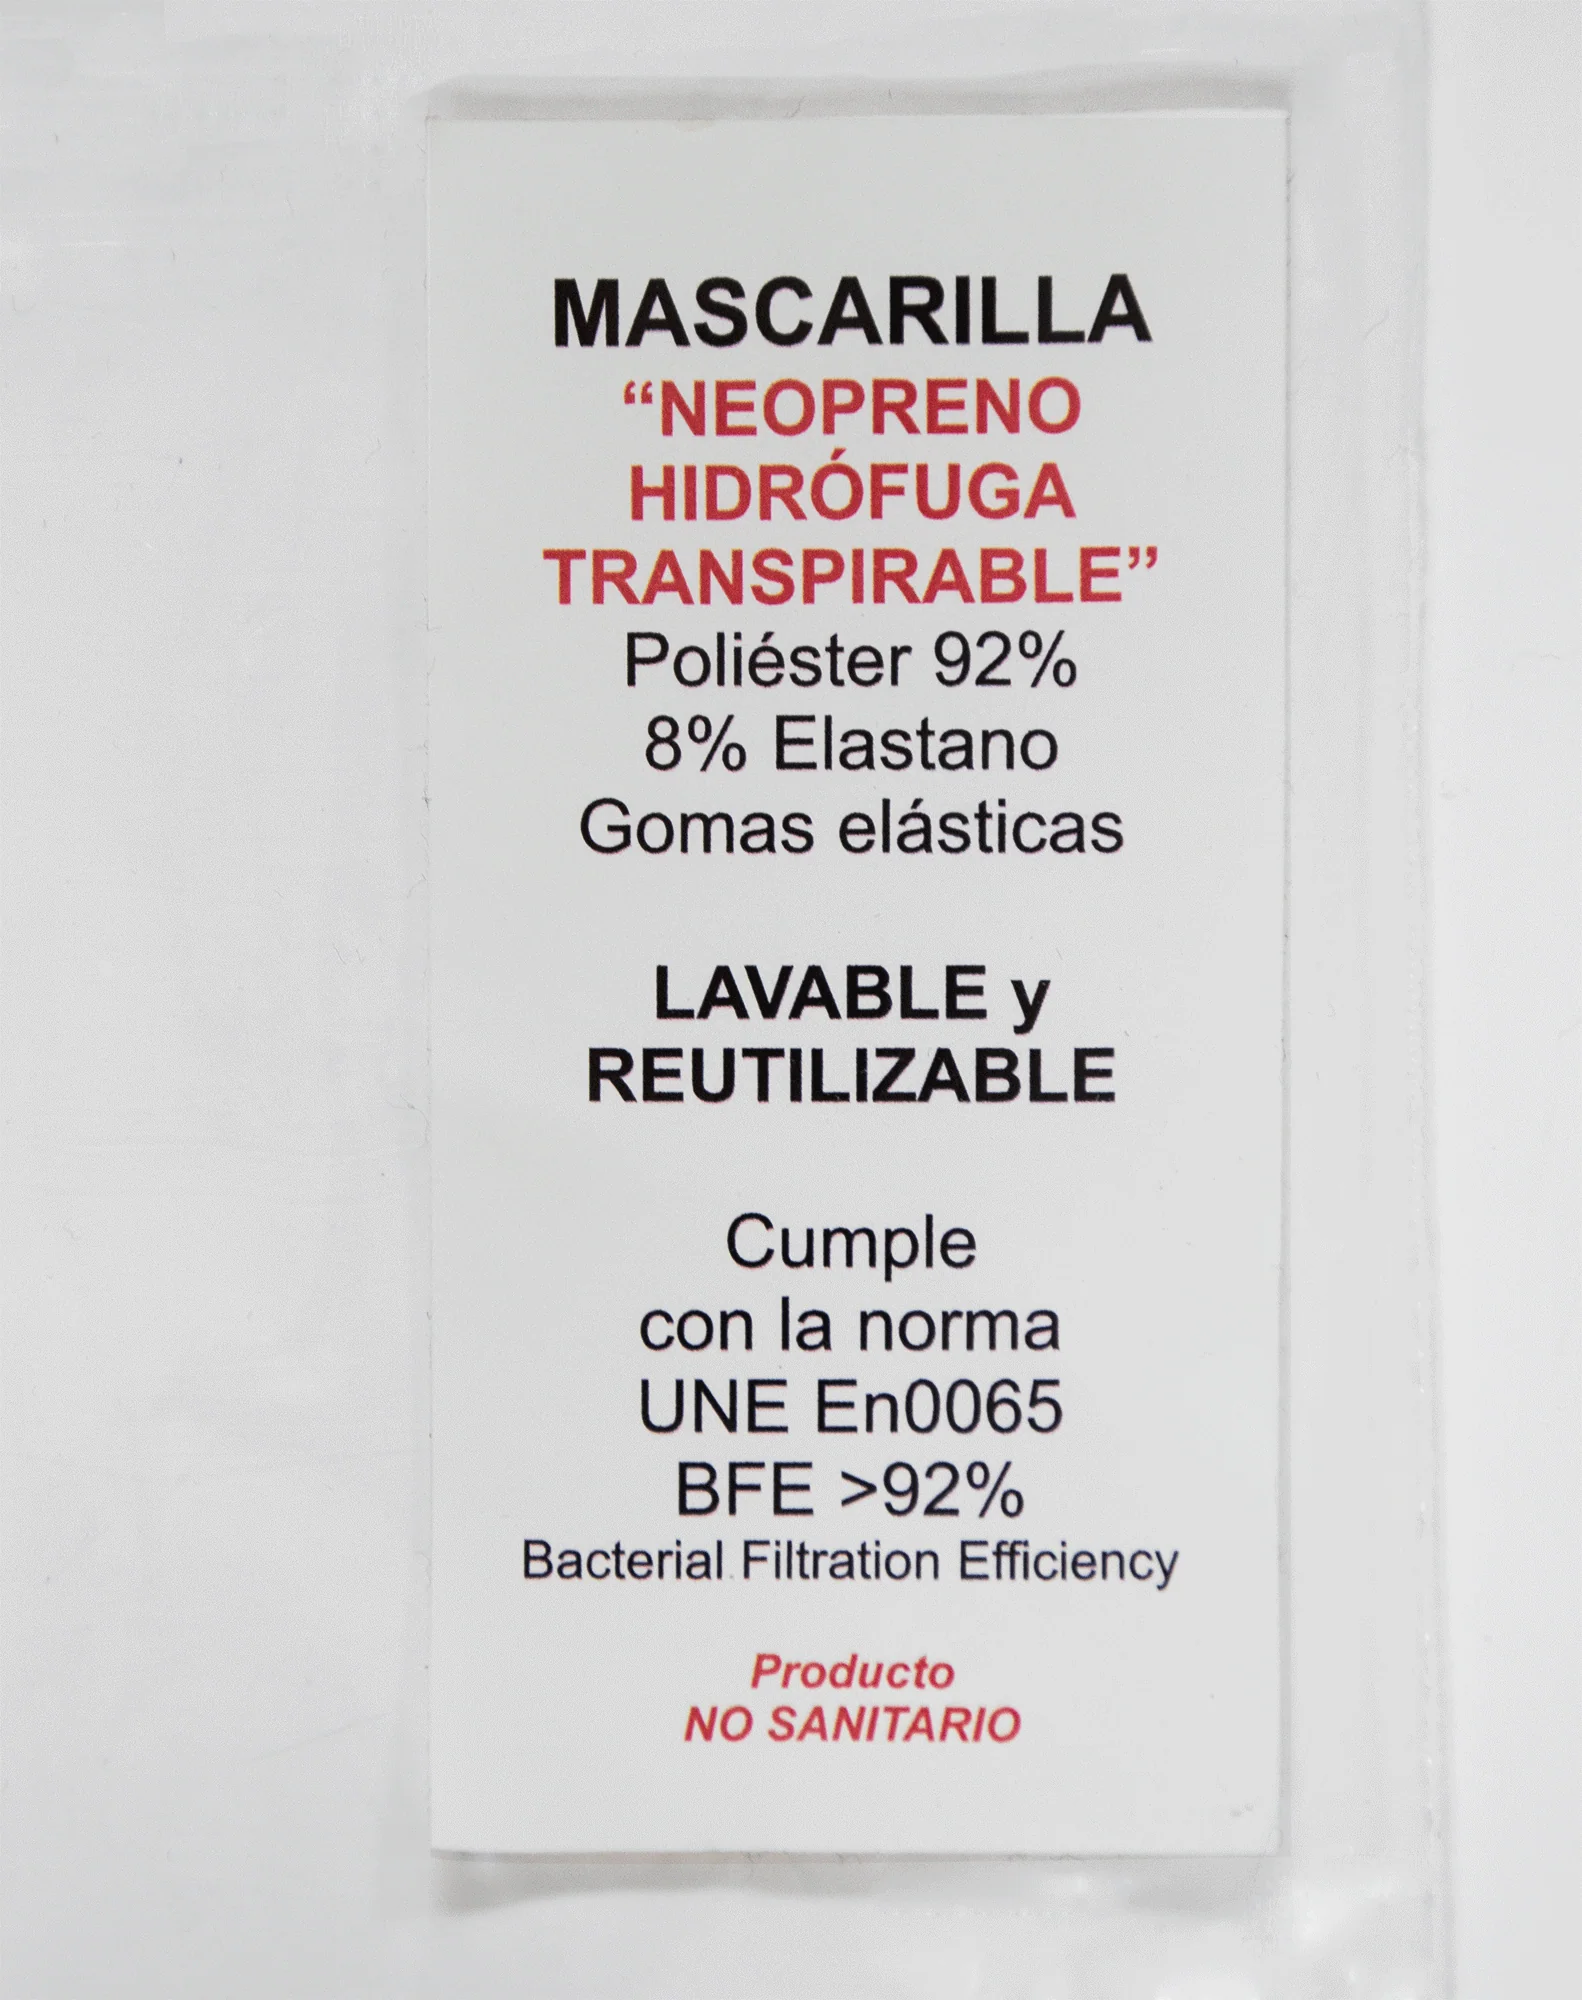 MASCARILLA
“NEOPRENO
HIDRÓFUGA
TRANSPIRABLE”
Poliéster 92%
8% Elastano
Gomas elásticas
LAVABLE y
REUTILIZABLE
Cumple
con la norma
UNE En0065
BFE >92%
Bacterial Filtration Efficiency
Producto
NO SANITARIO